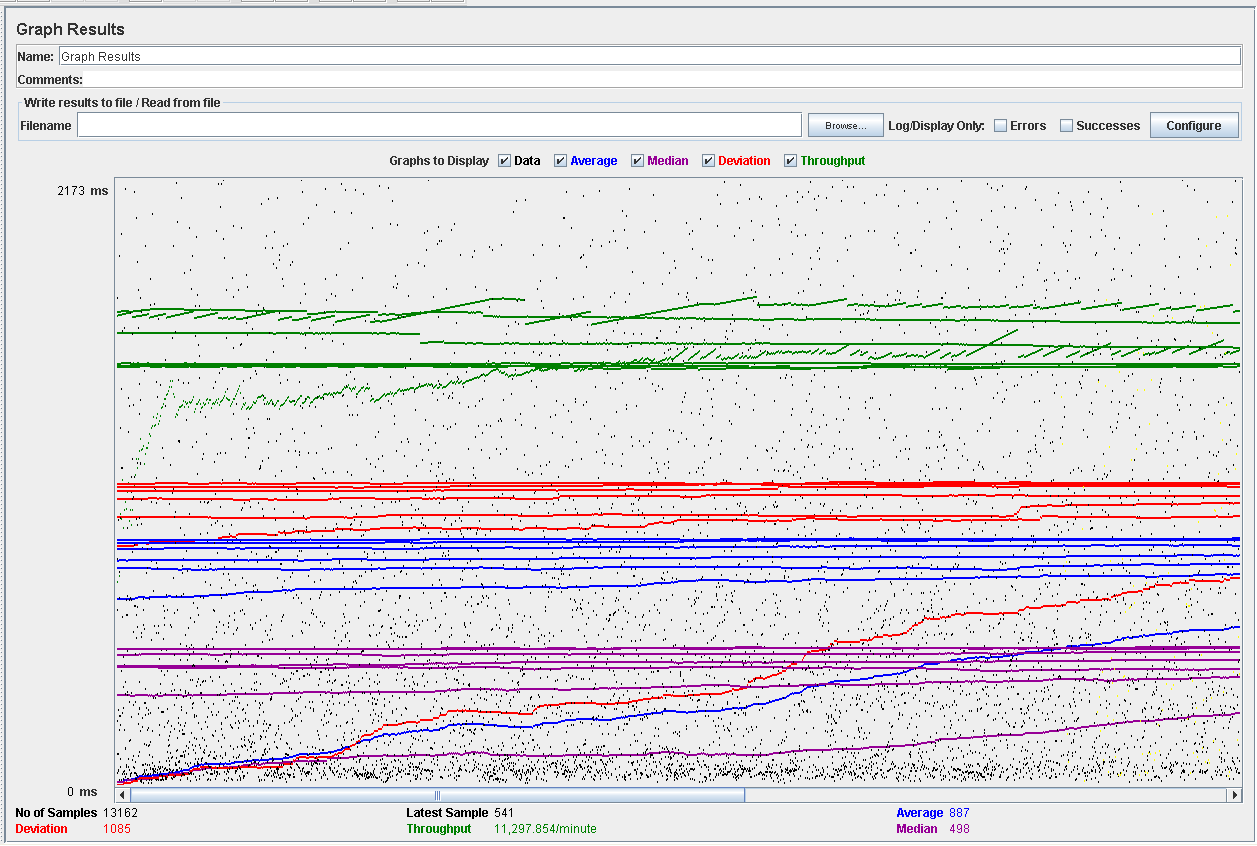 Graph Results
Name: Graph Results
Comments:
Write results to file / Read from file
Filename Browse... Log/Display Only: Errors Successes Configure
Graphs to Display Data Average Median Deviation Throughput
2173 ms
0 ms
No of Samples 13162 Latest Sample 541 Average 887
Deviation 1085 Throughput 11,297.854/minute Median 498